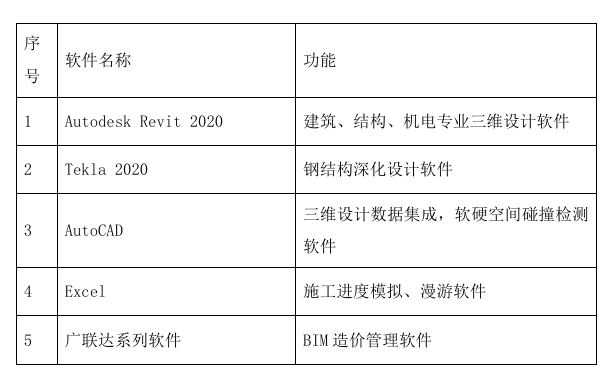 序
号
软件名称
功能
1
Autodesk Revit 2020
建筑、结构、机电专业三维设计软件
2
Tekla 2020
钢结构深化设计软件
3
AutoCAD
三维设计数据集成，软硬空间碰撞检测
软件
4
Excel
施工进度模拟、漫游软件
5
广联达系列软件
BIM 造价管理软件